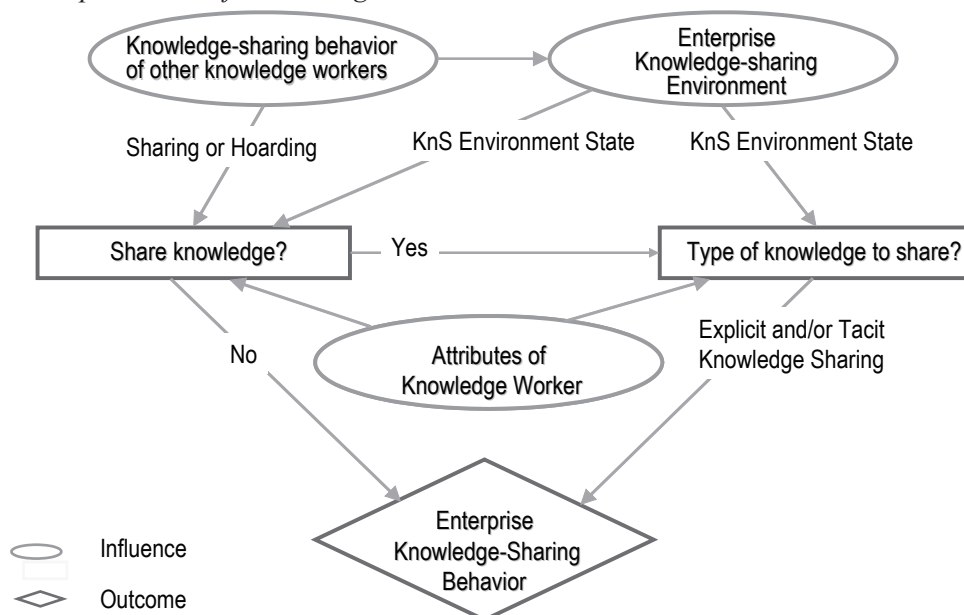 Knowledge-sharing behavior
of other knowledge workers
Enterprise
Knowledge-sharing
Environment
Sharing or Hoarding
KnS Environment State
KnS Environment State
Share knowledge?
Yes
Type of knowledge to share?
No
Attributes of
Knowledge Worker
Explicit and/or Tacit
Knowledge Sharing
Enterprise
Knowledge-Sharing
Behavior
Influence
Outcome